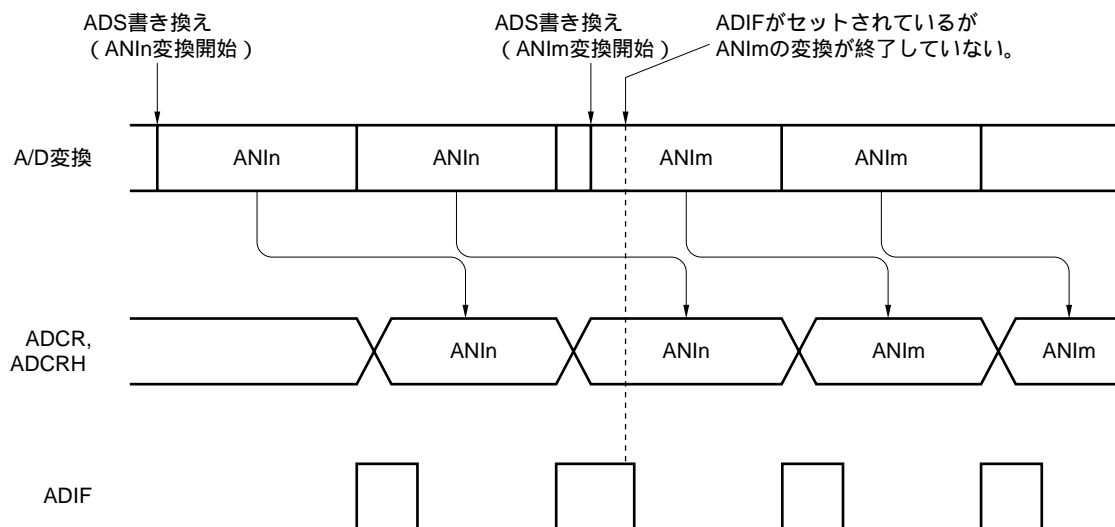 ADS書き換え
（ANIn変換開始）
ADS書き換え
（ANIm変換開始）
ADIFがセットされているが
ANImの変換が終了していない。
A/D変換
ANIn
ANIn
ANIm
ANIm
ADCR,
ADCRH
ANIn
ANIn
ANIm
ANIm
ADIF